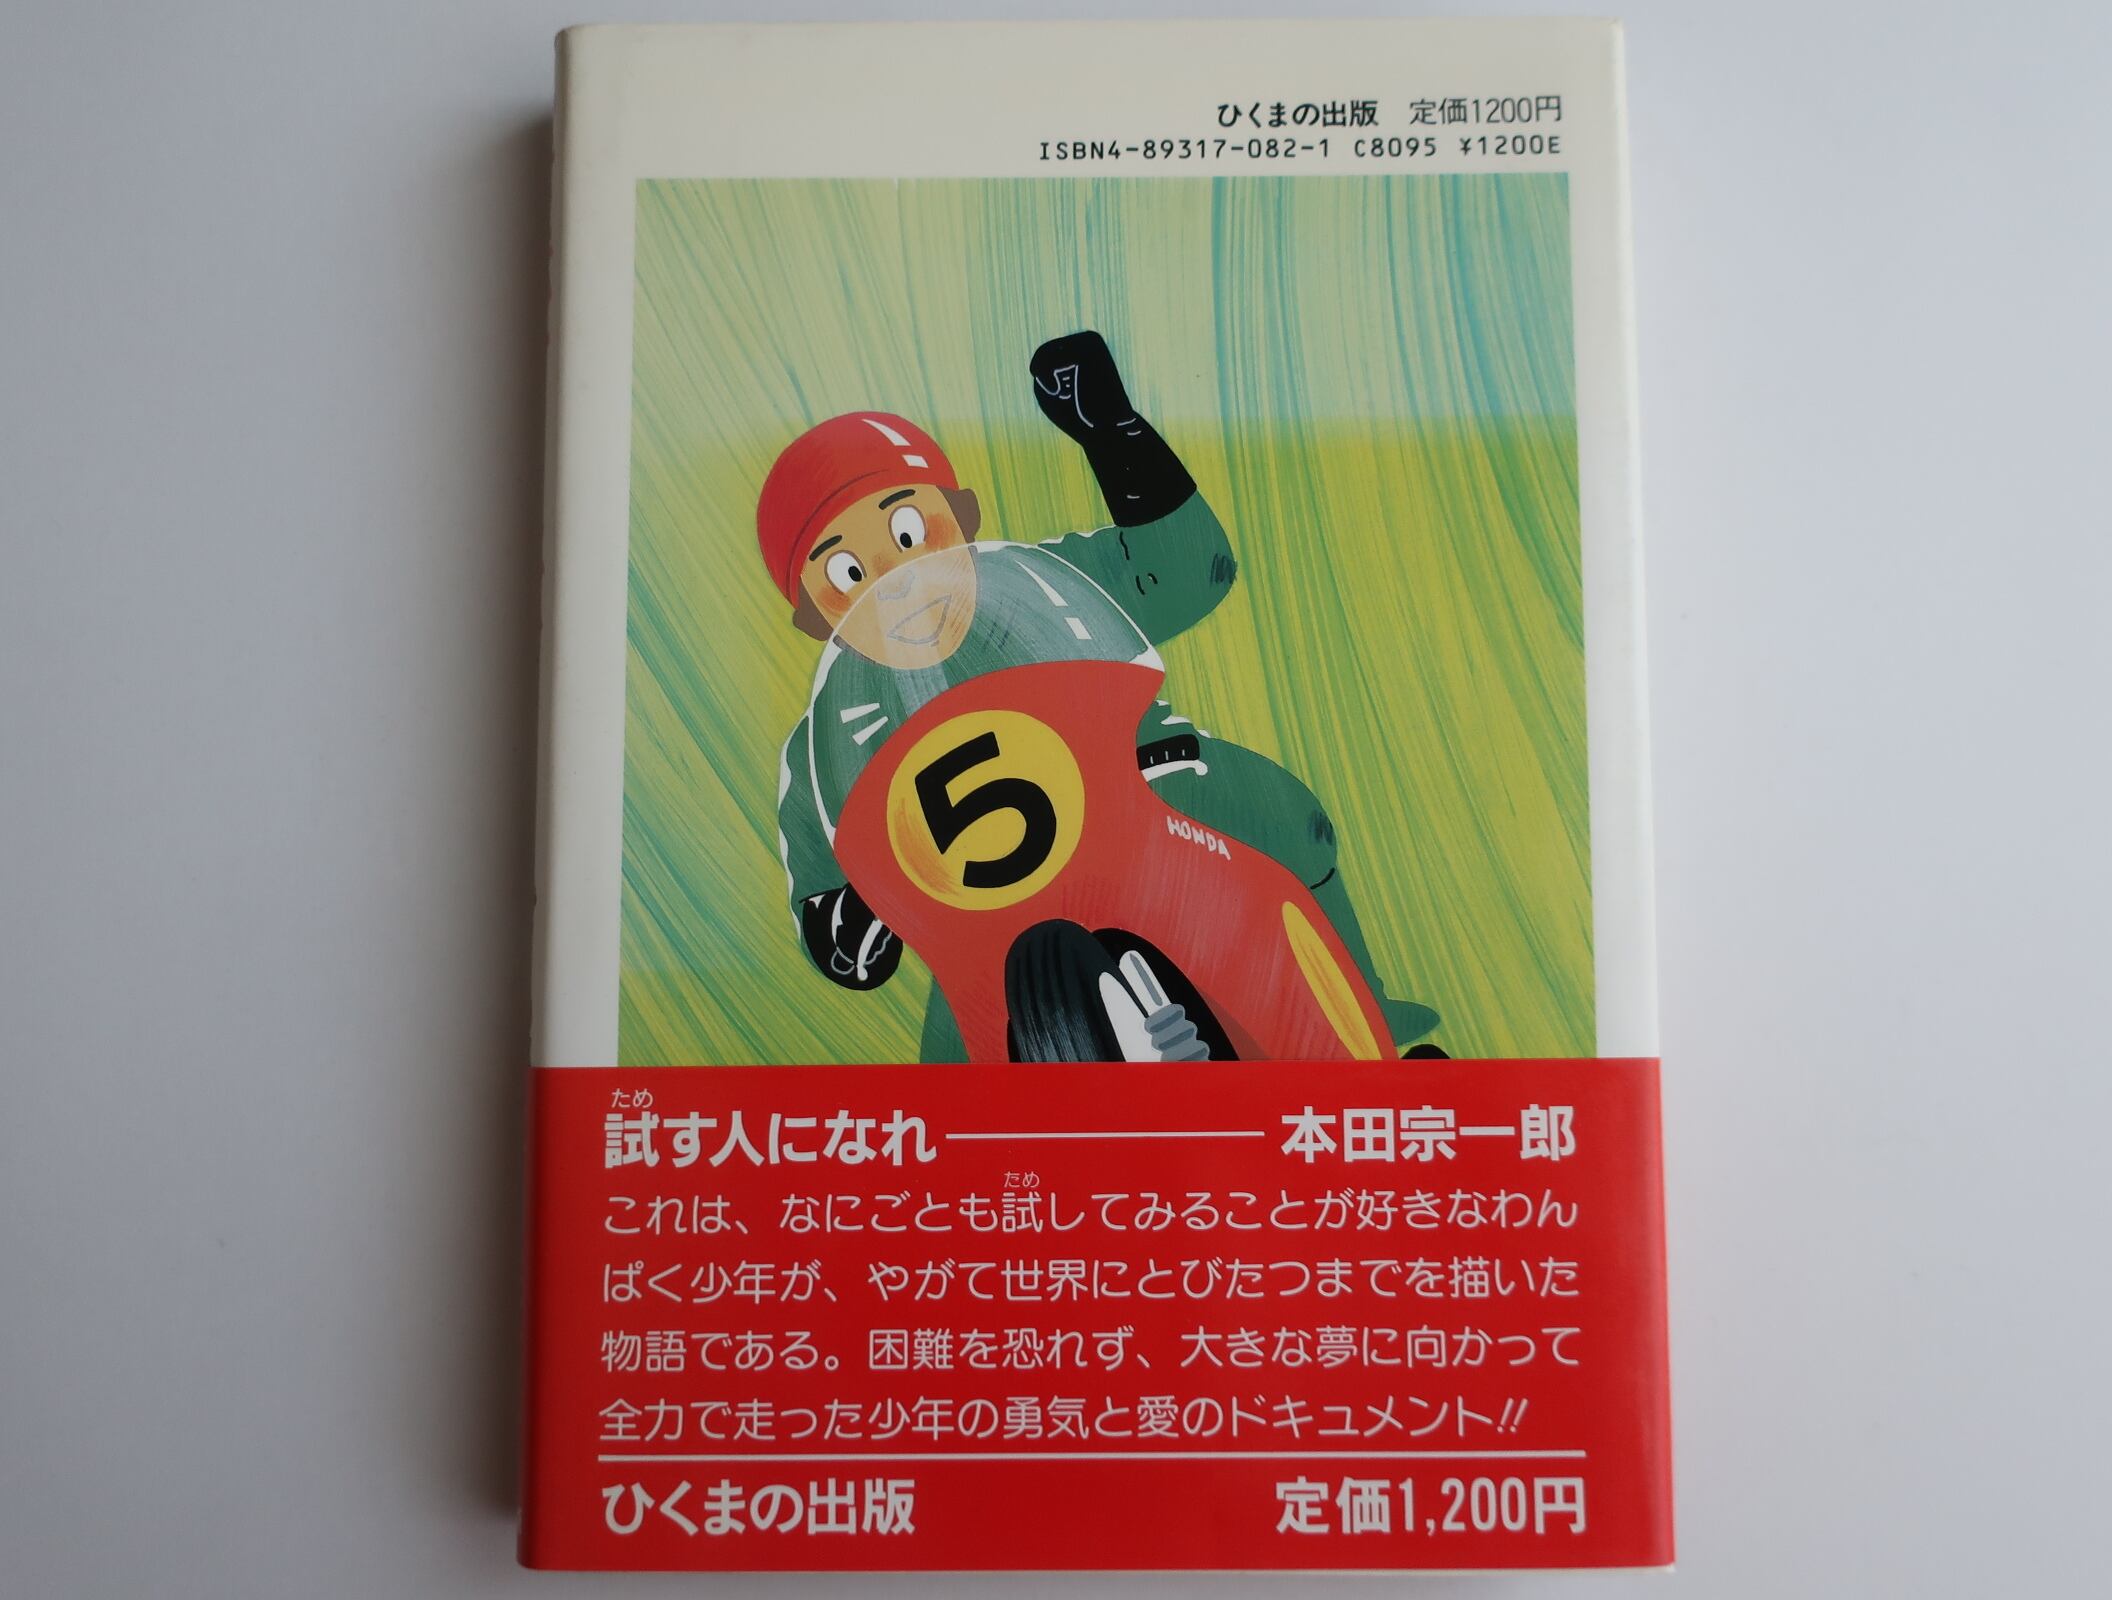 ひくまの出版 定価1200円
ISBN4-89317-082-1 C8095 ¥1200E
5
HONDA
ため
試す人になれ――――本田宗一郎
ため
これは、なにごとも試してみることが好きなわん
ぱく少年が、やがて世界にとびたつまでを描いた
物語である。困難を恐れず、大きな夢に向かって
全力で走った少年の勇気と愛のドキュメント!!
ひくまの出版 定価1,200円